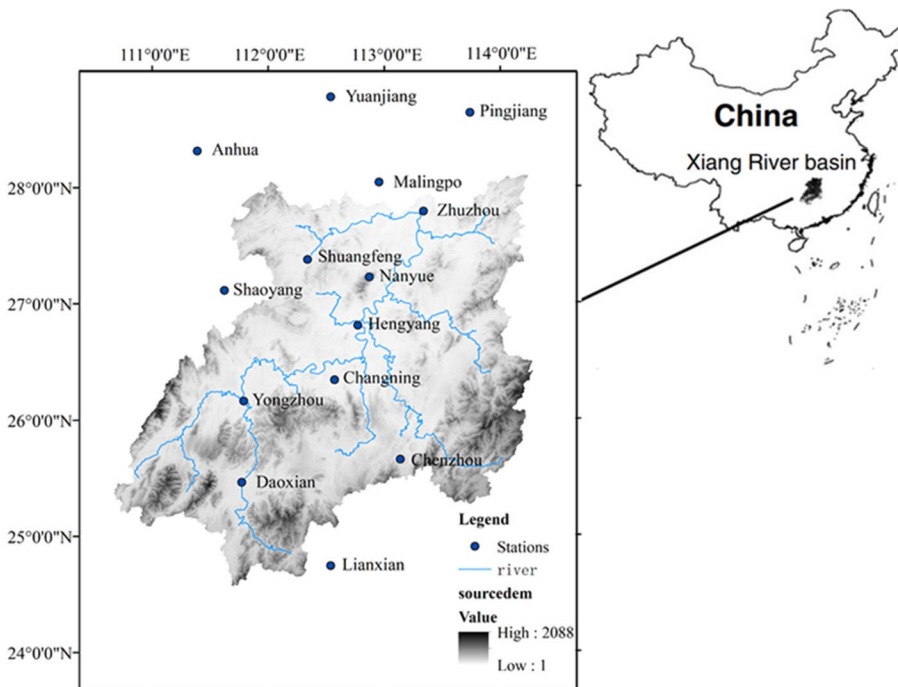 111°0'0"E 112°0'0"E 113°0'0"E 114°0'0"E
Yuanjiang
Pingjiang
Anhua
China
Xiang River basin
28°0'0"N
Malingpo
Zhuzhou
Shuangfeng
Nanyue
Shaoyang
27°0'0"N
Hengyang
Changning
26°0'0"N
Yongzhou
Chenzhou
Daoxian
25°0'0"N
Lianxian
24°0'0"N
Legend
Stations
river
sourcedem
Value
High : 2088
Low : 1